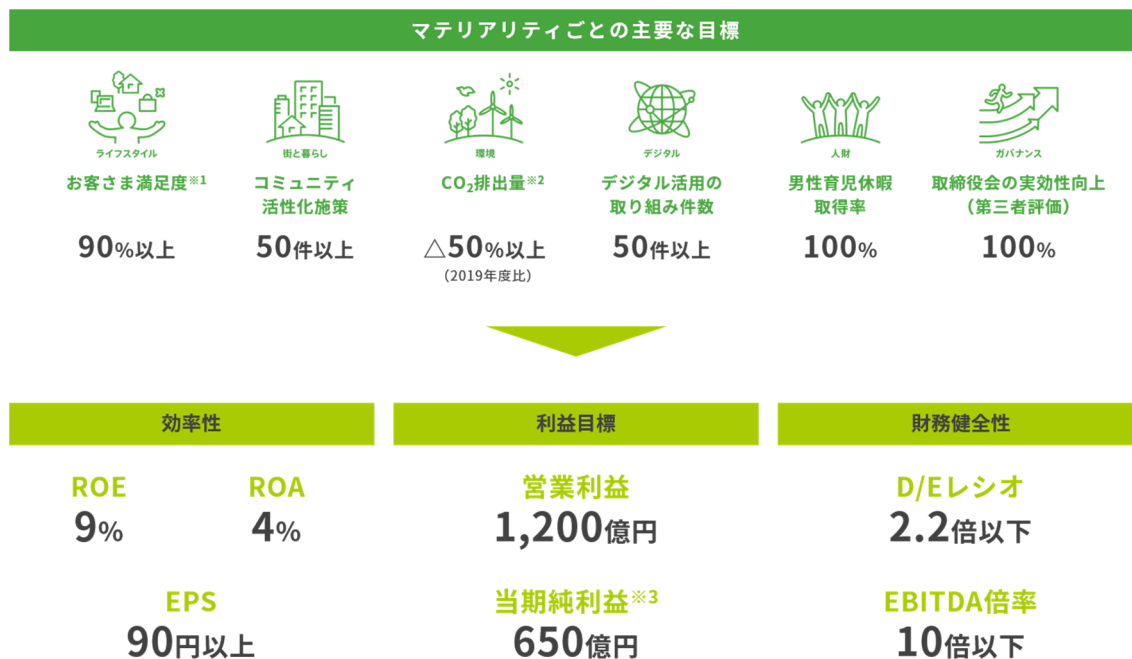 マテリアリティごとの主要な目標
ライフスタイル
お客さま満足度※1
90%以上
街と暮らし
コミュニティ
活性化施策
50件以上
環境
CO₂排出量※2
△50%以上
（2019年度比）
デジタル
デジタル活用の
取り組み件数
50件以上
人財
男性育児休暇
取得率
100%
ガバナンス
取締役会の実効性向上
（第三者評価）
100%
効率性
ROE
9%
ROA
4%
EPS
90円以上
利益目標
営業利益
1,200億円
当期純利益※3
650億円
財務健全性
D/Eレシオ
2.2倍以下
EBITDA倍率
10倍以下